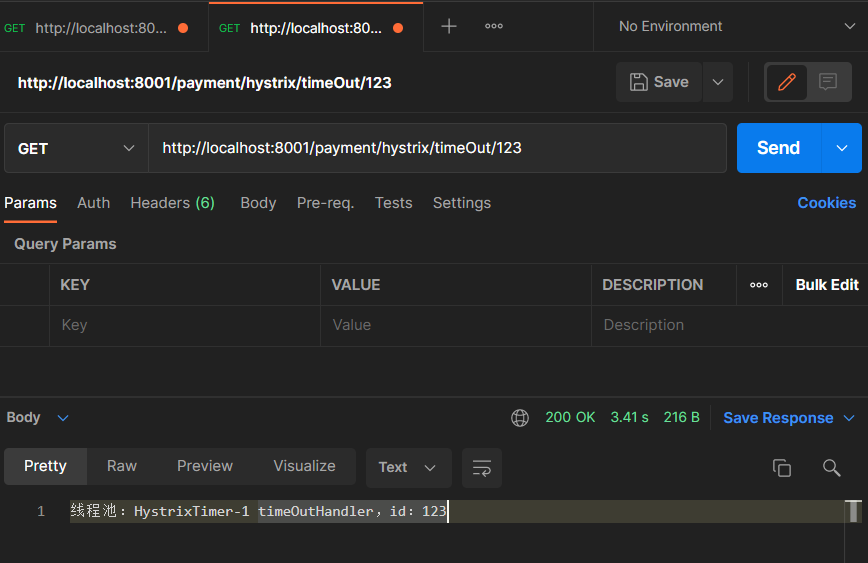 GET http://localhost:80... GET http://localhost:80... No Environment
http://localhost:8001/payment/hystrix/timeOut/123 Save
GET http://localhost:8001/payment/hystrix/timeOut/123 Send
Params Auth Headers (6) Body Pre-req. Tests Settings Cookies
Query Params
KEY VALUE DESCRIPTION Bulk Edit
Key Value Description
Body 200 OK 3.41 s 216 B Save Response
Pretty Raw Preview Visualize Text
1 线程池：HystrixTimer-1 timeOutHandler，id：123